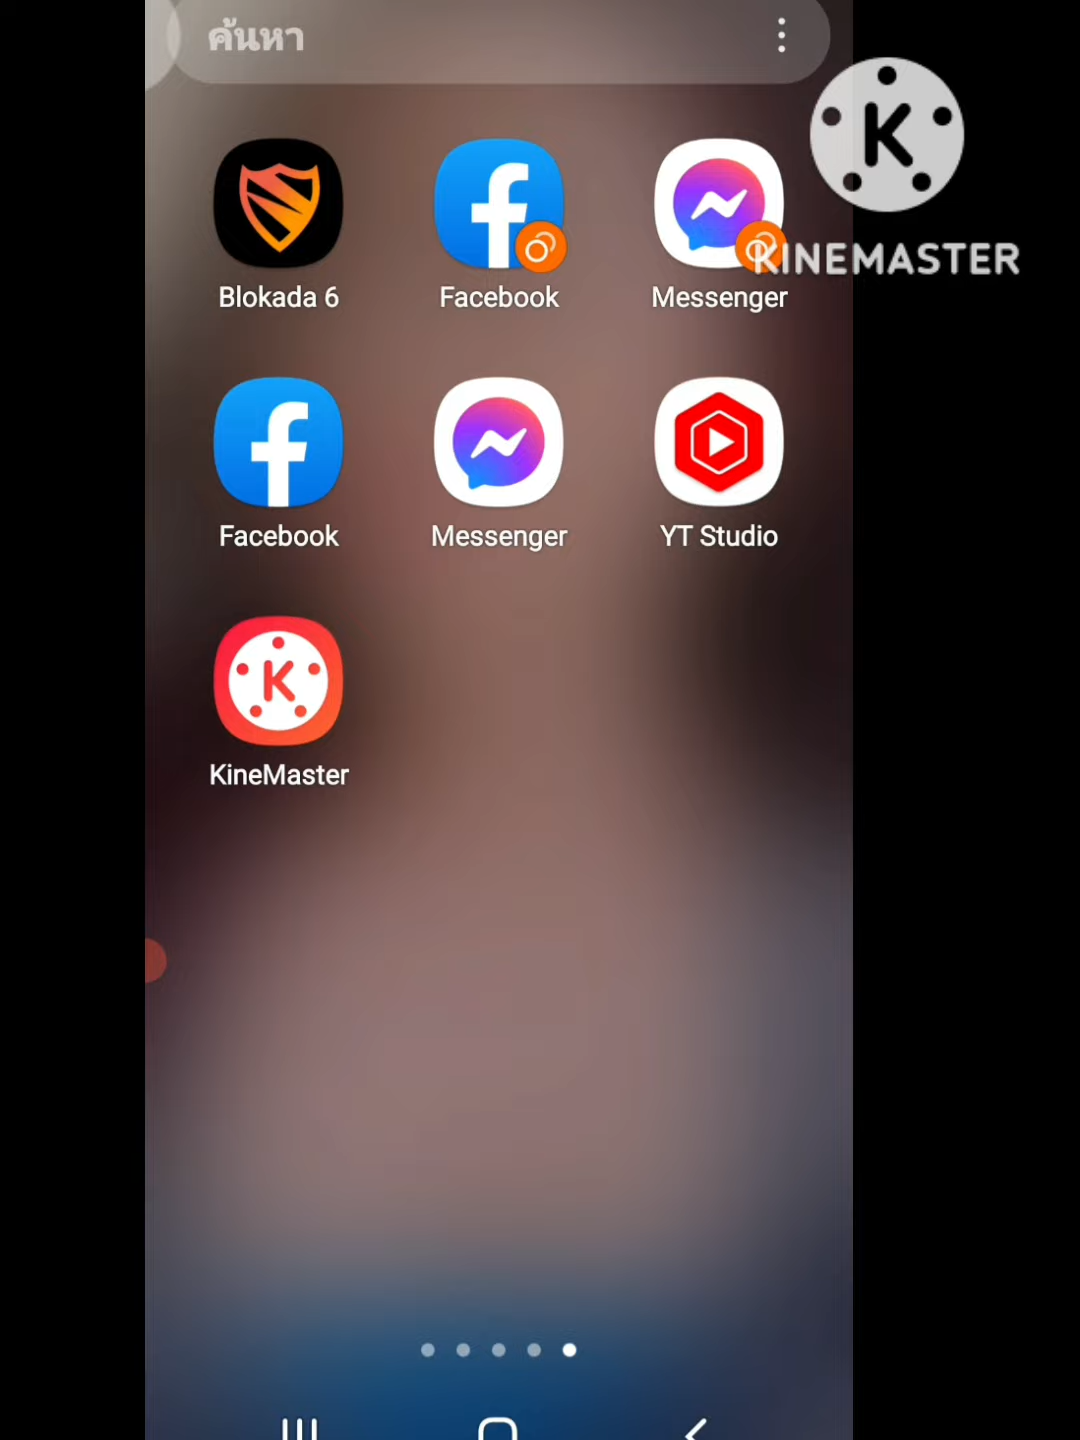 ค้นหา
KINEMASTER
Blokada 6
Facebook
Messenger
Facebook
Messenger
YT Studio
KineMaster